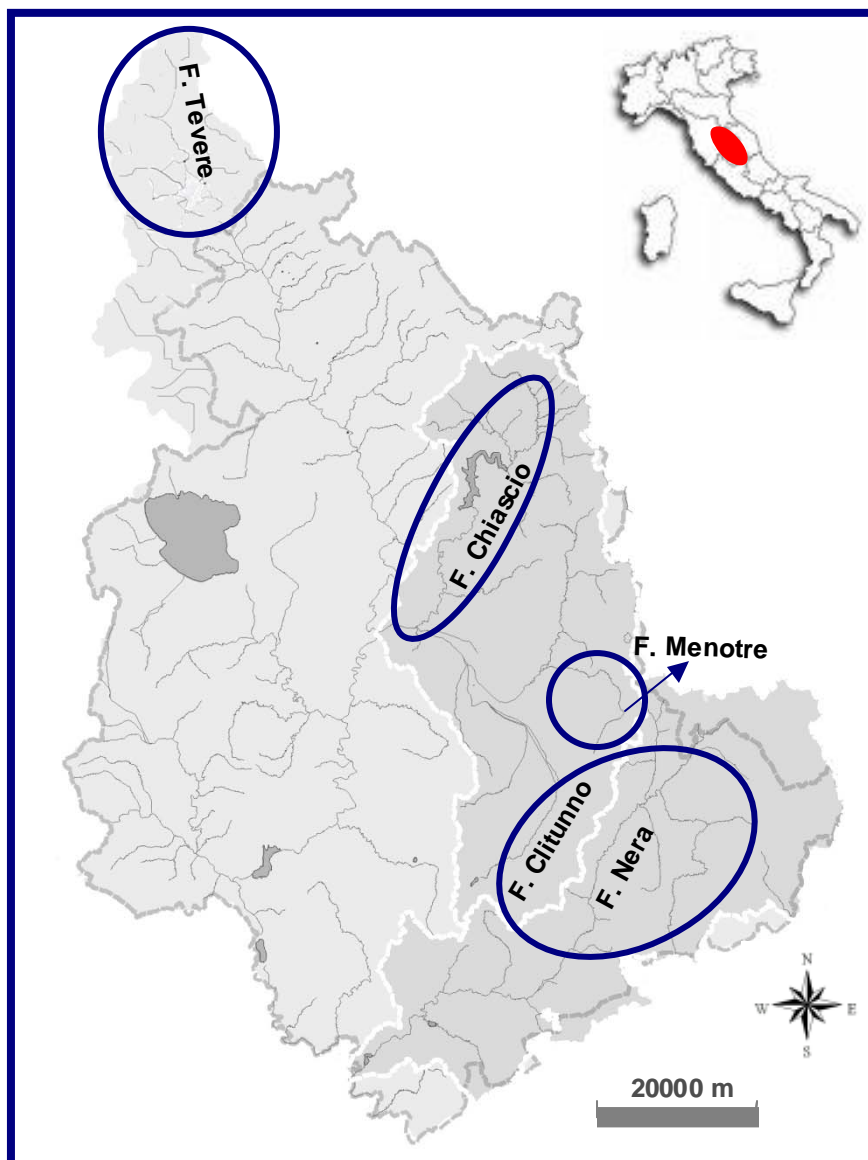 F. Tevere
F. Chiascio
F. Menotre
F. Clitunno
F. Nera
N
W
E
S
20000 m